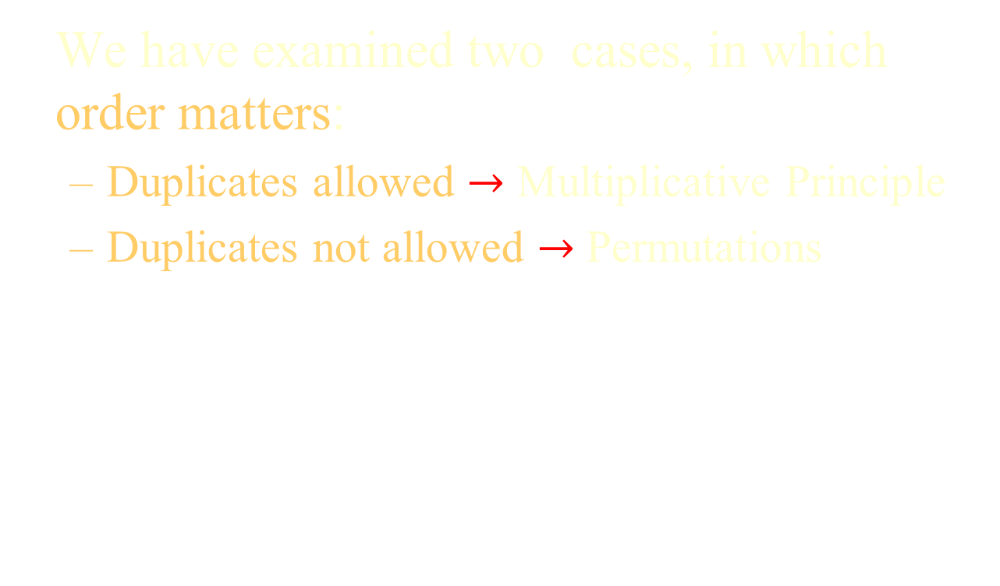 We have examined two  cases, in which
order matters:
– Duplicates allowed → Multiplicative Principle
– Duplicates not allowed → Permutations